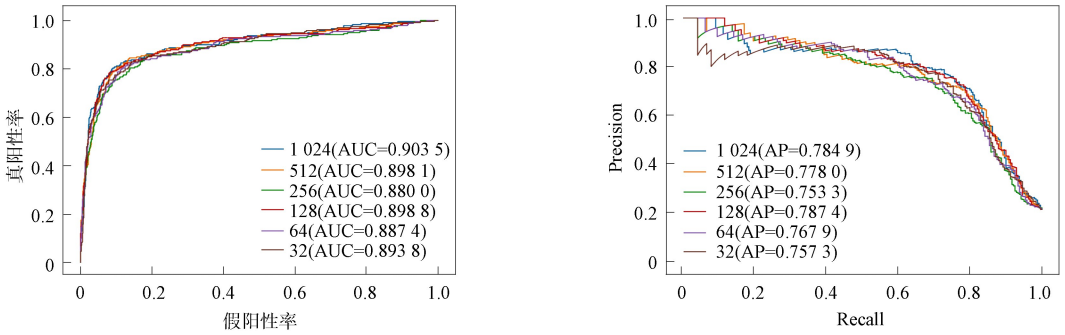 1.0
0.8
0.6
0.4
0.2
0
真阳性率
1 024(AUC=0.903 5)
512(AUC=0.898 1)
256(AUC=0.880 0)
128(AUC=0.898 8)
64(AUC=0.887 4)
32(AUC=0.893 8)
0 0.2 0.4 0.6 0.8 1.0
假阳性率
1.0
0.8
0.6
0.4
0.2
0
Precision
1 024(AP=0.784 9)
512(AP=0.778 0)
256(AP=0.753 3)
128(AP=0.787 4)
64(AP=0.767 9)
32(AP=0.757 3)
0 0.2 0.4 0.6 0.8 1.0
Recall